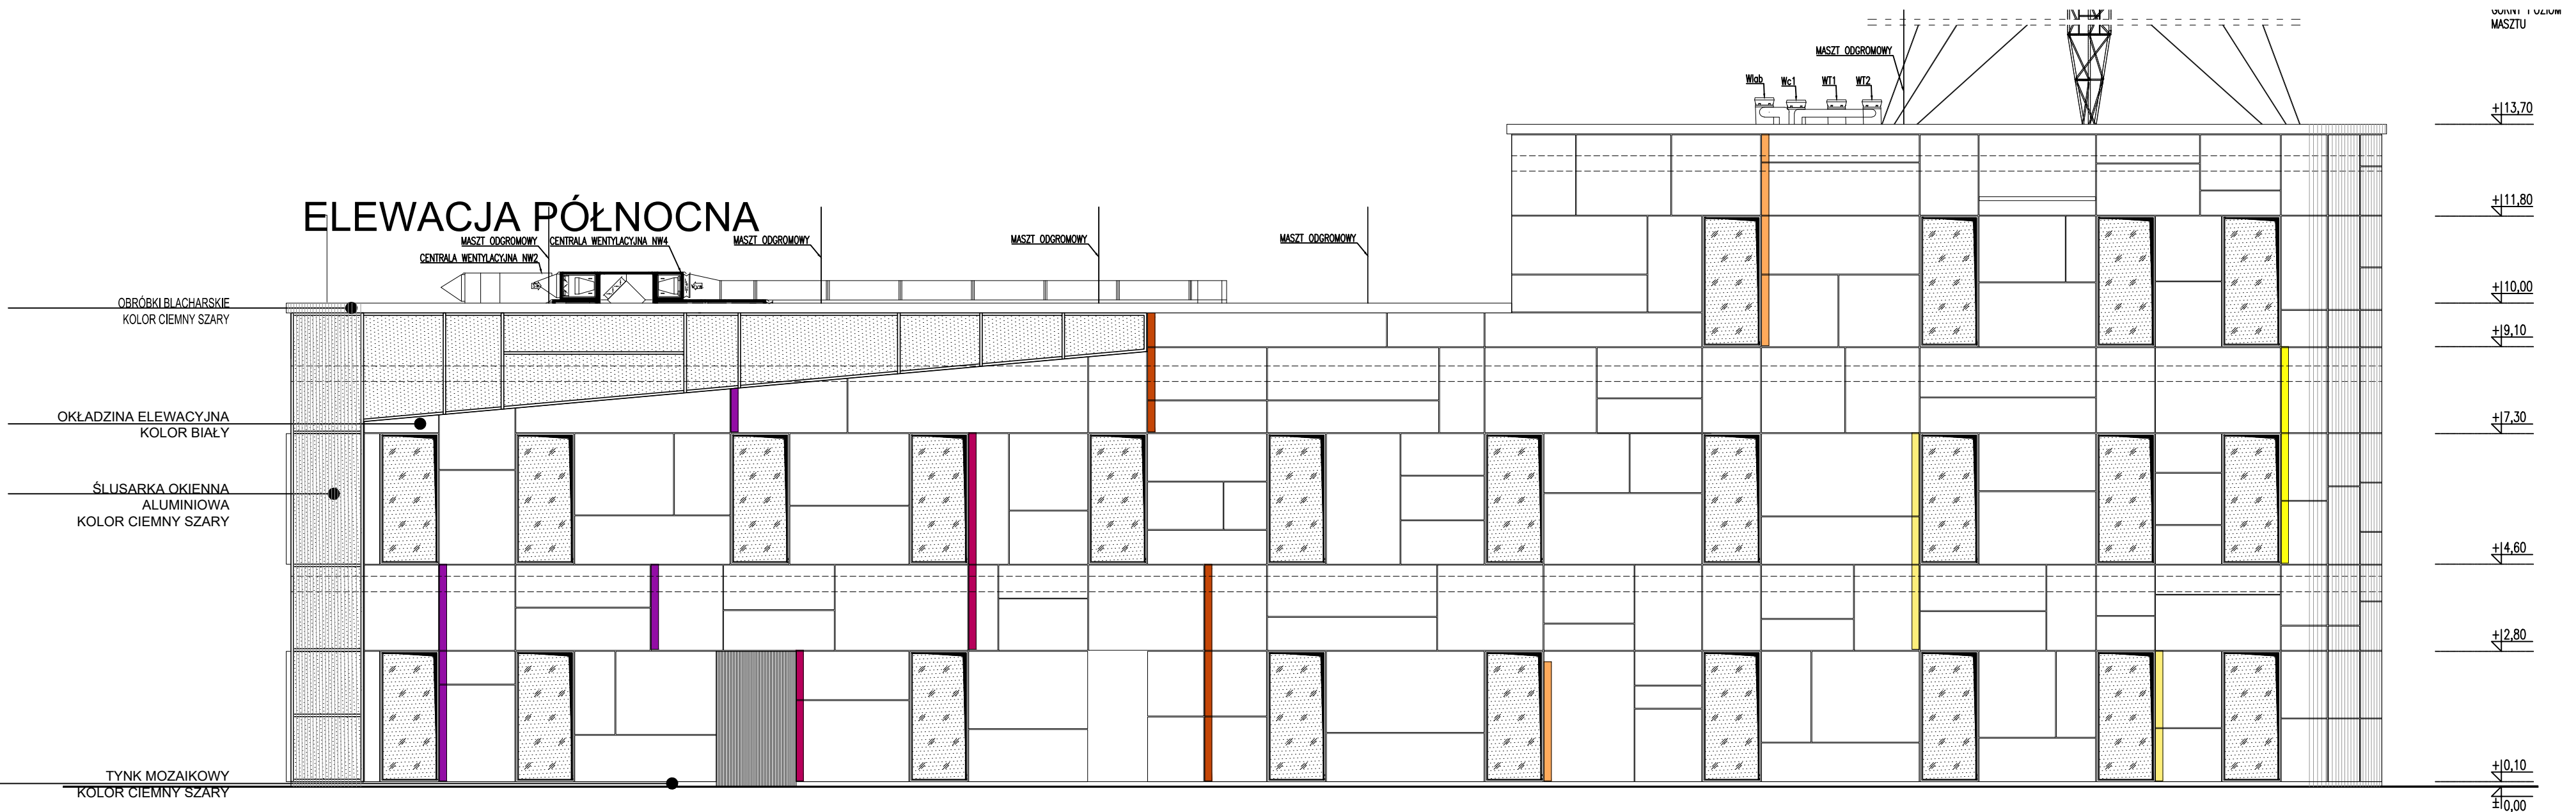 GÓRNY POZIOM
MASZTU
MASZT ODGROMOWY
Wlab
Wc1
WT1
WT2
+13,70
+11,80
ELEWACJA PÓŁNOCNA
MASZT ODGROMOWY
CENTRALA WENTYLACYJNA NW4
MASZT ODGROMOWY
MASZT ODGROMOWY
MASZT ODGROMOWY
CENTRALA WENTYLACYJNA NW2
+10,00
OBRÓBKI BLACHARSKIE
KOLOR CIEMNY SZARY
+9,10
OKŁADZINA ELEWACYJNA
KOLOR BIAŁY
+7,30
ŚLUSARKA OKIENNA
ALUMINIOWA
KOLOR CIEMNY SZARY
+4,60
+2,80
TYNK MOZAIKOWY
KOLOR CIEMNY SZARY
+0,10
±0,00